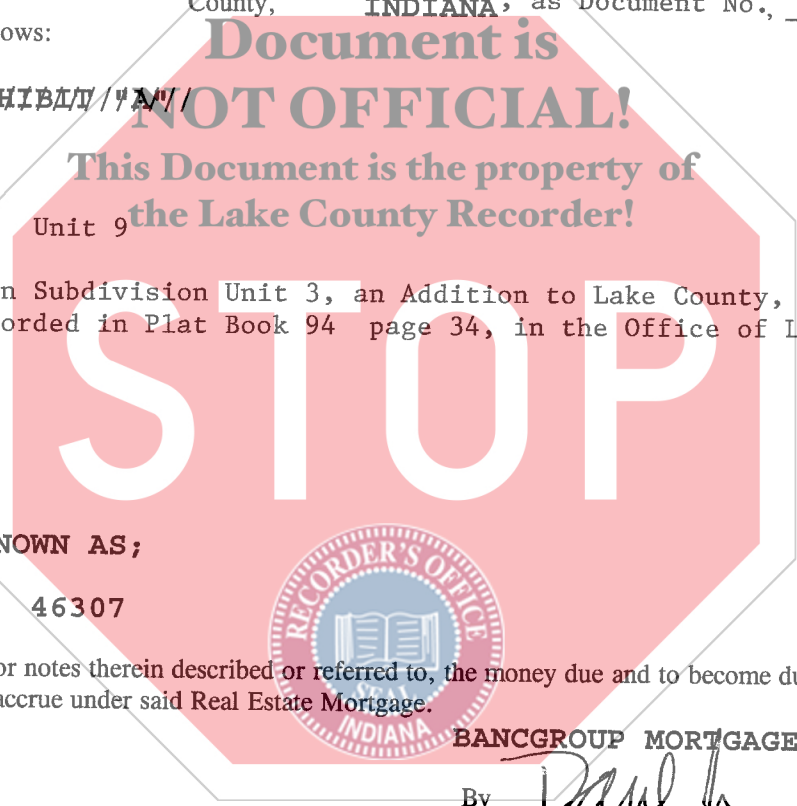 County, INDIANA, as Document No.,
ows:
Document is
HIBIT "A"
NOT OFFICIAL!
This Document is the property of
the Lake County Recorder!
Unit 9
n Subdivision Unit 3, an Addition to Lake County,
orded in Plat Book 94 page 34, in the Office of L
STOP
NOWN AS;
46307
RECORDER'S OFFICE
SEAL
INDIANA
or notes therein described or referred to, the money due and to become du
accrue under said Real Estate Mortgage.
BANCGROUP MORTGAGE
By